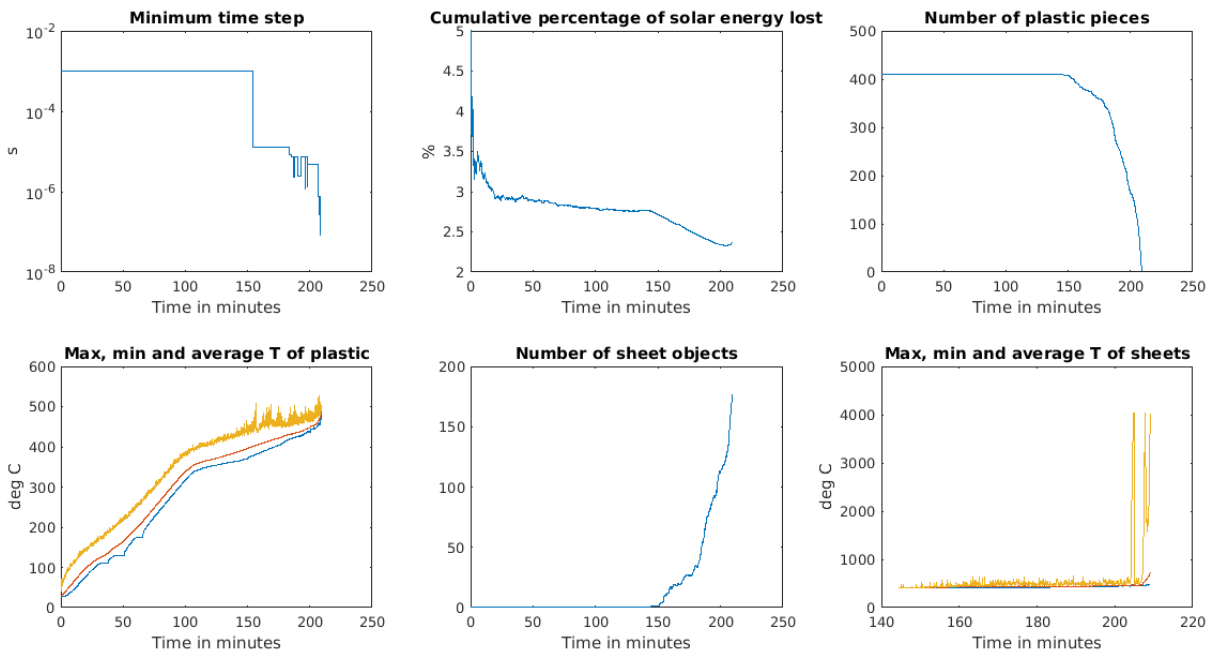 Minimum time step
10^-2
10^-4
10^-6
10^-8
s
0 50 100 150 200 250
Time in minutes
Cumulative percentage of solar energy lost
5
4.5
4
3.5
3
2.5
2
%
0 50 100 150 200 250
Time in minutes
Number of plastic pieces
500
400
300
200
100
0
0 50 100 150 200 250
Time in minutes
Max, min and average T of plastic
600
500
400
300
200
100
0
deg C
0 50 100 150 200 250
Time in minutes
Number of sheet objects
200
150
100
50
0
0 50 100 150 200 250
Time in minutes
Max, min and average T of sheets
5000
4000
3000
2000
1000
0
deg C
140 160 180 200 220
Time in minutes